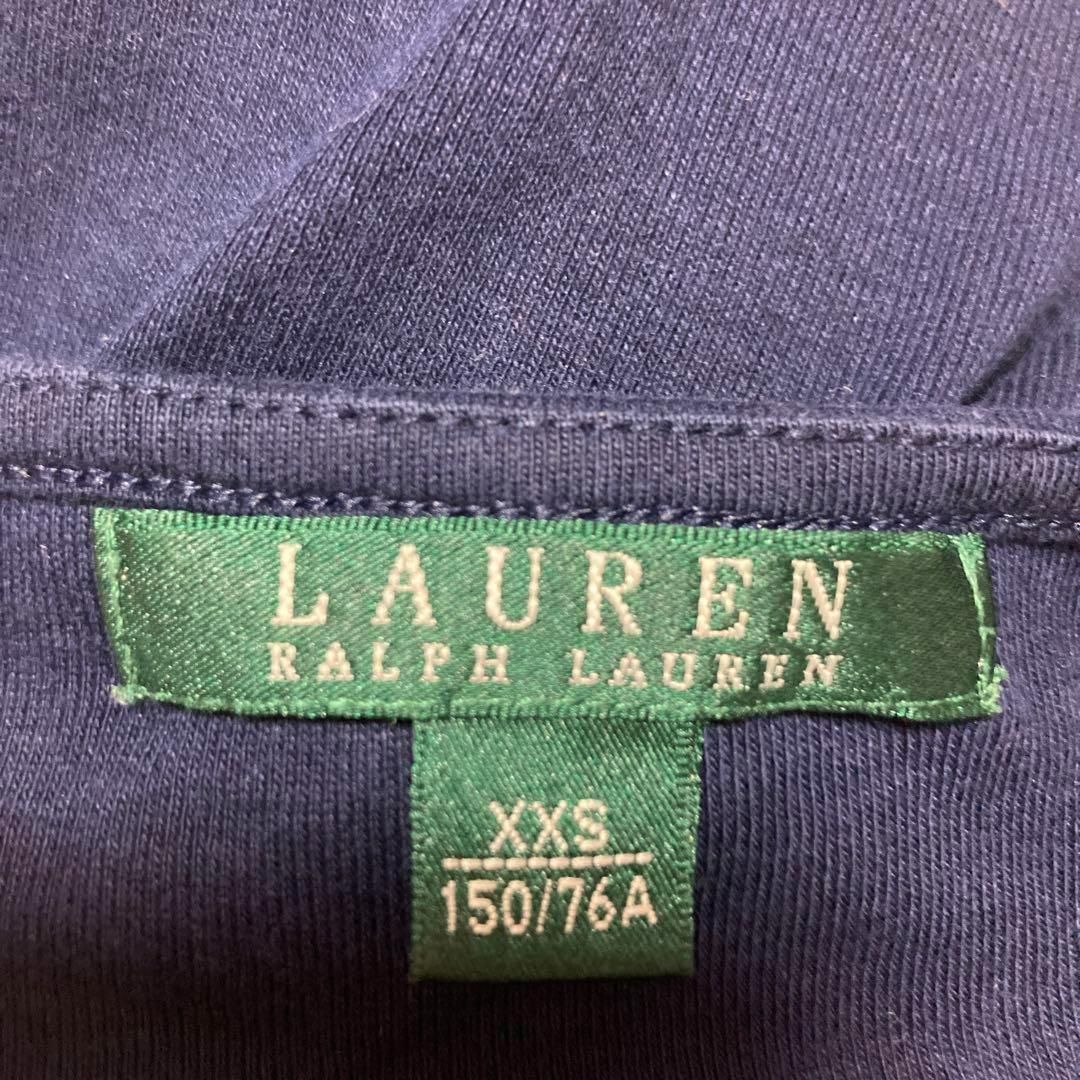 LAUREN
RALPH LAUREN
XXS
150/76A